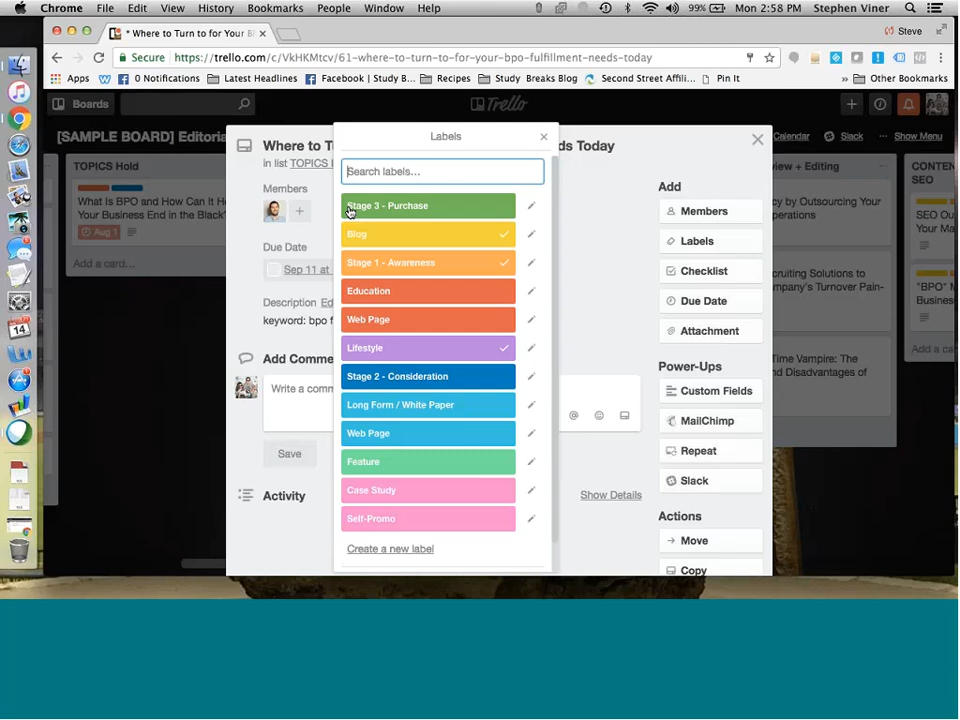 Chrome File Edit View History Bookmarks People Window Help 99% Mon 2:58 PM Stephen Viner
* Where to Turn to for Your B Steve
Secure https://trello.com/c/VkHKMtcv/61-where-to-turn-to-for-your-bpo-fulfillment-needs-today
Apps 0 Notifications Latest Headlines Facebook | Study B... Recipes Study Breaks Blog Second Street Affili... Pin It » Other Bookmarks
Boards Trello
[SAMPLE BOARD] Editori Calendar Slack ... Show Menu
TOPICS Hold
What Is BPO and How Can It He
Your Business End in the Black
Aug 1
Add a card...
Where to Tu ds Today
in list TOPICS
Members
Due Date
Sep 11 at
Description Ed
keyword: bpo f
Add Comme
Write a comm
Save
Activity
Show Details
Labels
Search labels...
Stage 3 - Purchase
Blog
Stage 1 - Awareness
Education
Web Page
Lifestyle
Stage 2 - Consideration
Long Form / White Paper
Web Page
Feature
Case Study
Self-Promo
Create a new label
Add
Members
Labels
Checklist
Due Date
Attachment
Power-Ups
Custom Fields
MailChimp
Repeat
Slack
Actions
Move
Copy
view + Editing
cy by Outsourcing Your
perations
cruiting Solutions to
mpany's Turnover Pain-
Time Vampire: The
d Disadvantages of
CONTEN
SEO
SEO Ou
Your Ma
"BPO" M
Busines
Add a ca
14